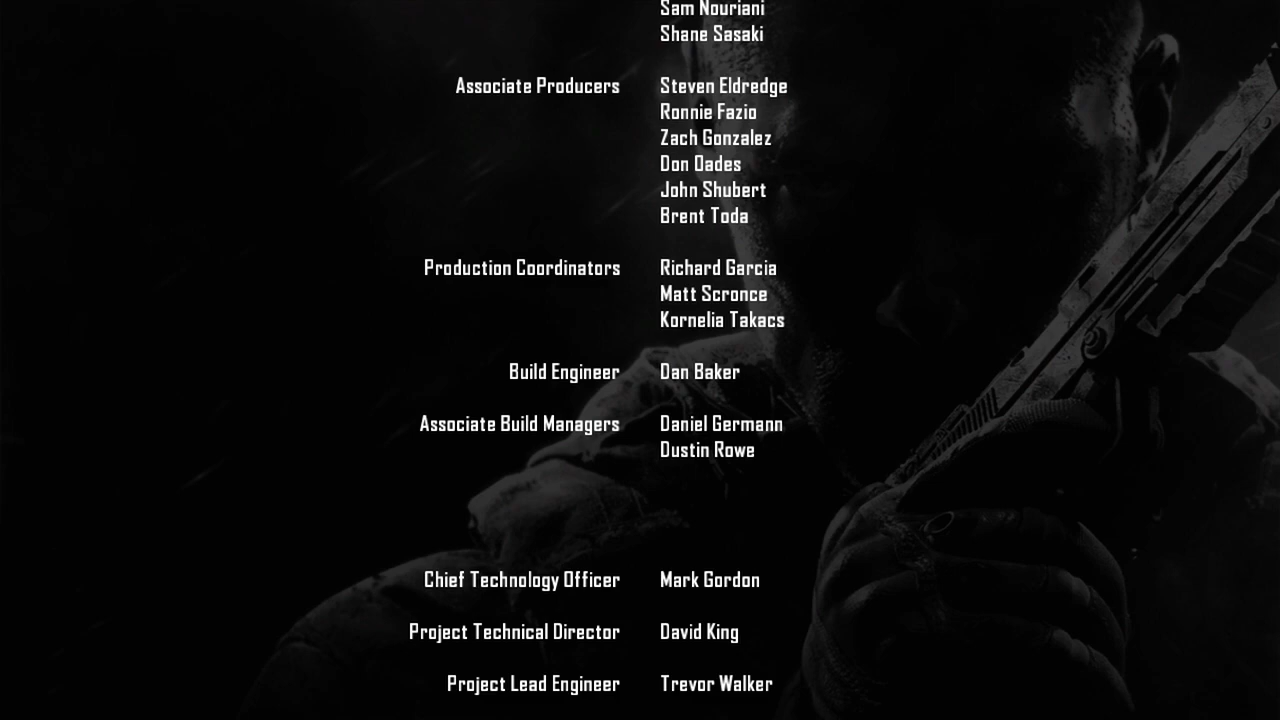 Sam Nouriani
Shane Sasaki
Associate Producers Steven Eldredge
Ronnie Fazio
Zach Gonzalez
Don Oades
John Shubert
Brent Toda
Production Coordinators Richard Garcia
Matt Scronce
Kornelia Takacs
Build Engineer Dan Baker
Associate Build Managers Daniel Germann
Dustin Rowe
Chief Technology Officer Mark Gordon
Project Technical Director David King
Project Lead Engineer Trevor Walker